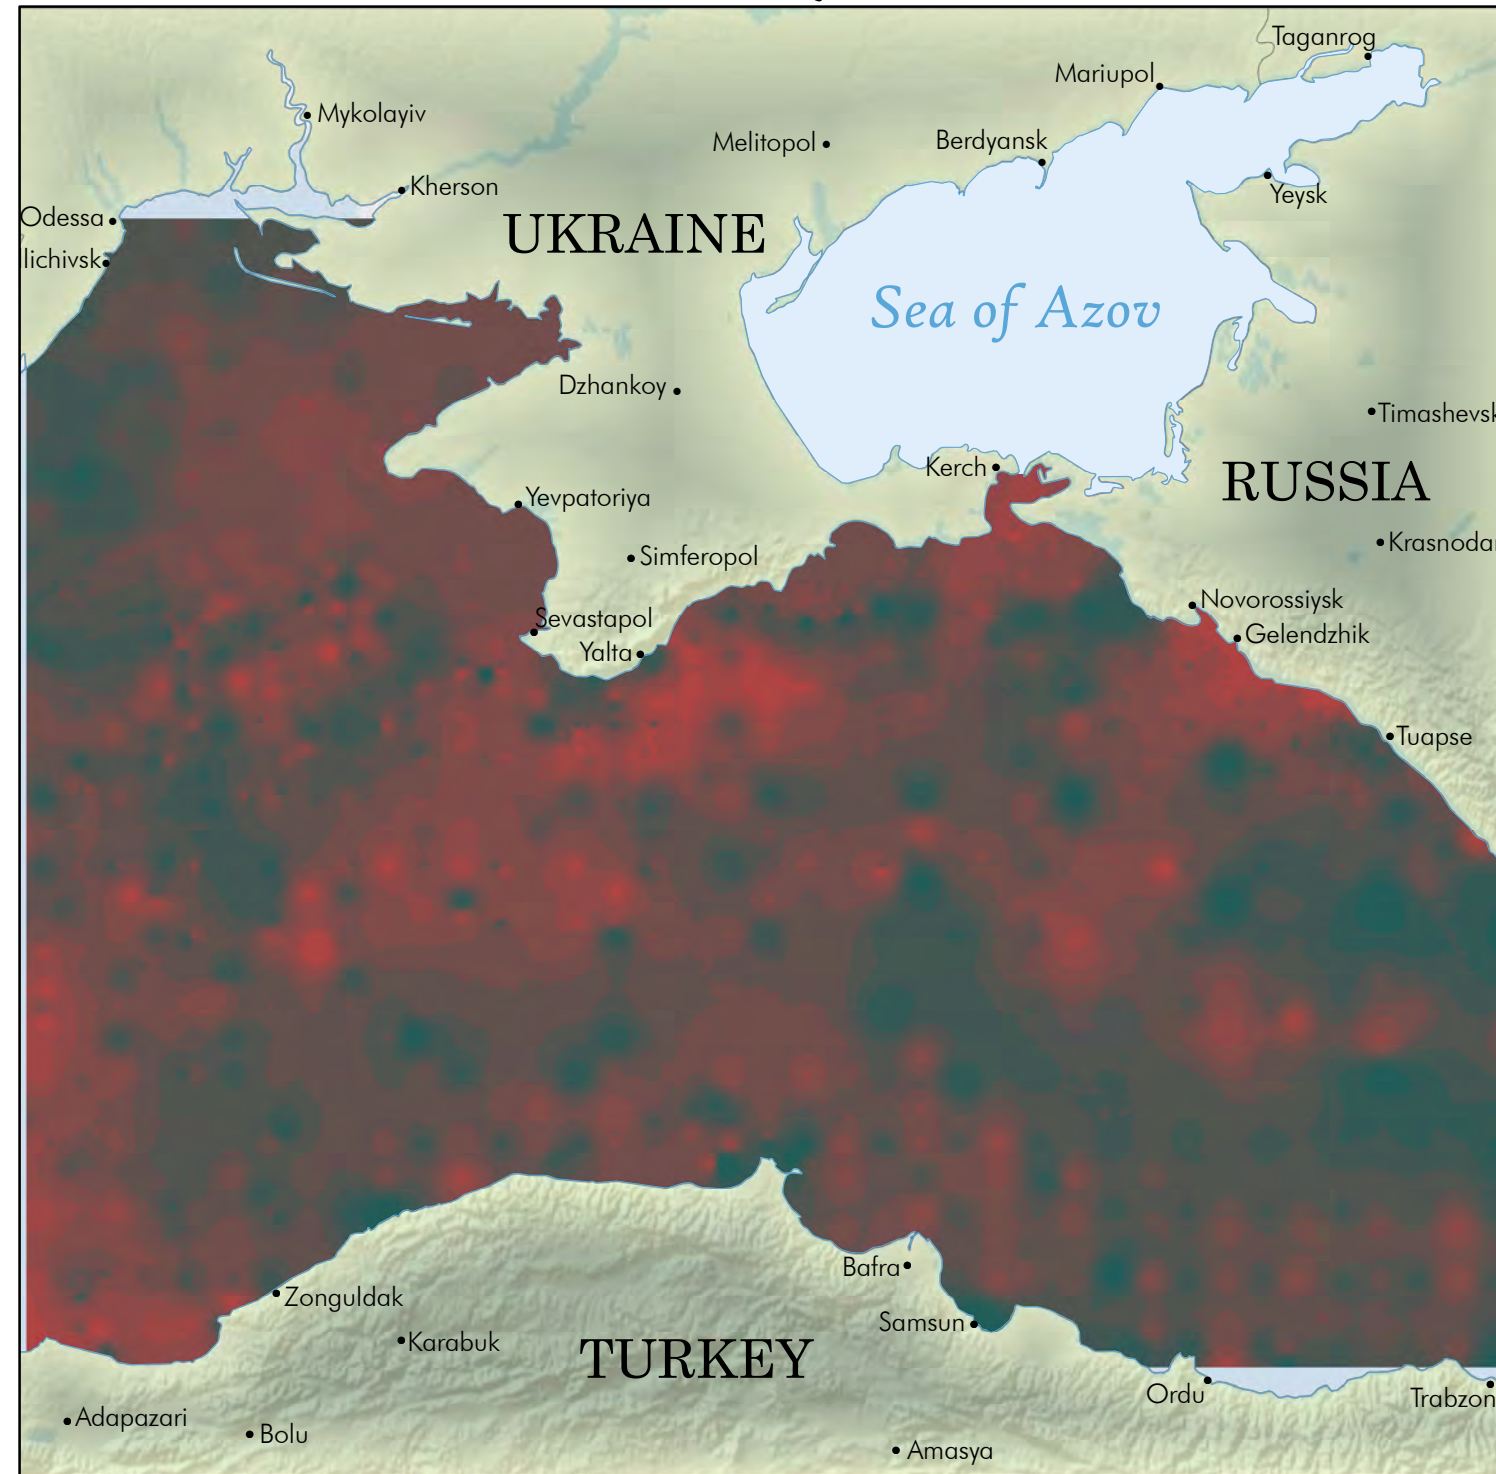 Taganrog
Mariupol
Mykolayiv
Melitopol
Berdyansk
Kherson
Yeysk
Odessa
UKRAINE
lichivsk
Sea of Azov
Dzhankoy
Timashevsk
Kerch
RUSSIA
Yevpatoriya
Krasnodar
Simferopol
Novorossiysk
Sevastapol
Gelendzhik
Yalta
Tuapse
Bafra
Zonguldak
Samsun
Karabuk
TURKEY
Ordu
Trabzon
Adapazari
Bolu
Amasya